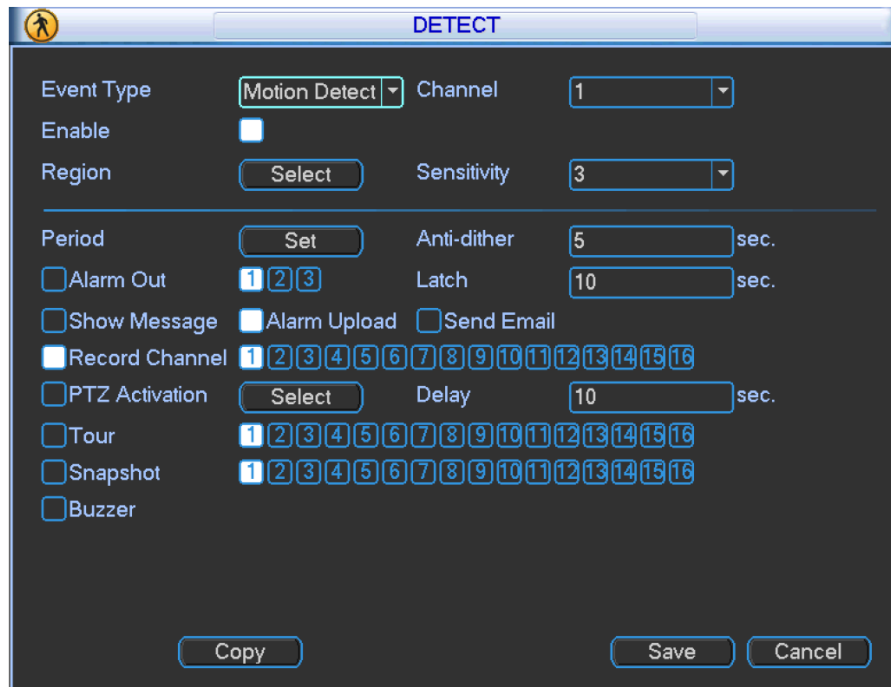 DETECT
Event Type Motion Detect Channel 1
Enable
Region Select Sensitivity 3
Period Set Anti-dither 5 sec.
Alarm Out 1 2 3 Latch 10 sec.
Show Message Alarm Upload Send Email
Record Channel 1 2 3 4 5 6 7 8 9 10 11 12 13 14 15 16
PTZ Activation Select Delay 10 sec.
Tour 1 2 3 4 5 6 7 8 9 10 11 12 13 14 15 16
Snapshot 1 2 3 4 5 6 7 8 9 10 11 12 13 14 15 16
Buzzer
Copy Save Cancel